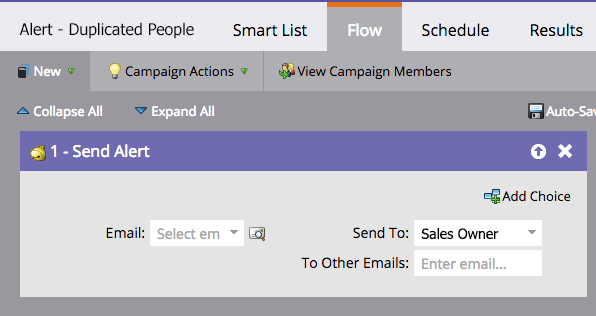 Alert - Duplicated People Smart List Flow Schedule Results
New Campaign Actions View Campaign Members
Collapse All Expand All Auto-Sa
1 - Send Alert
Add Choice
Email: Select em Send To: Sales Owner
To Other Emails: Enter email...